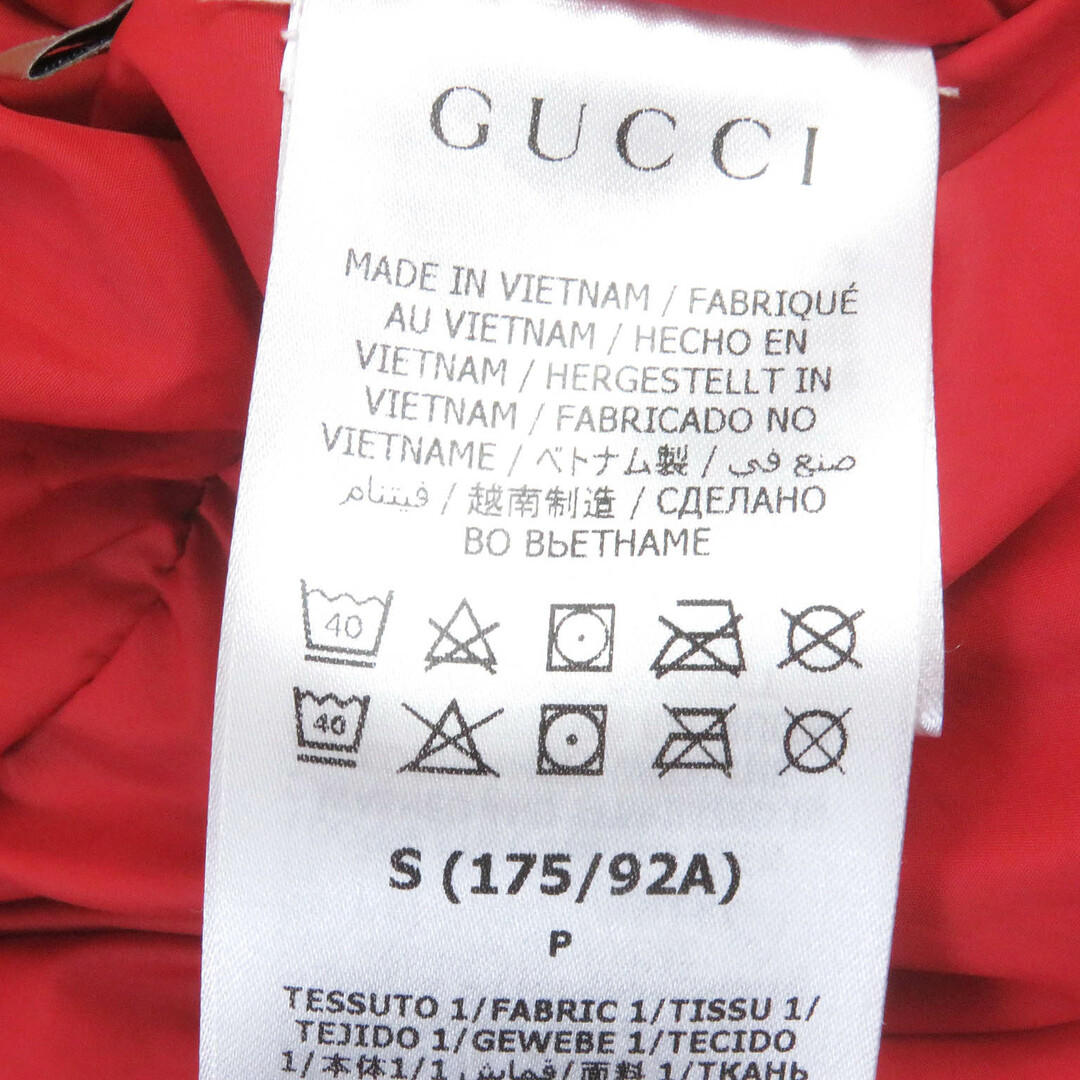 GUCCI
MADE IN VIETNAM / FABRIQUÉ
AU VIETNAM / HECHO EN
VIETNAM / HERGESTELLT IN
VIETNAM / FABRICADO NO
VIETNAME / ベトナム製 / صنع في
فيتنام / 越南制造 / СДЕЛАНО
ВО ВЬЕТНАМЕ
40
40
S (175/92A)
P
TESSUTO 1/FABRIC 1/TISSU 1/
TEJIDO 1/GEWEBE 1/TECIDO
1/本体1/1 قماش/面料 1/ТКАНЬ